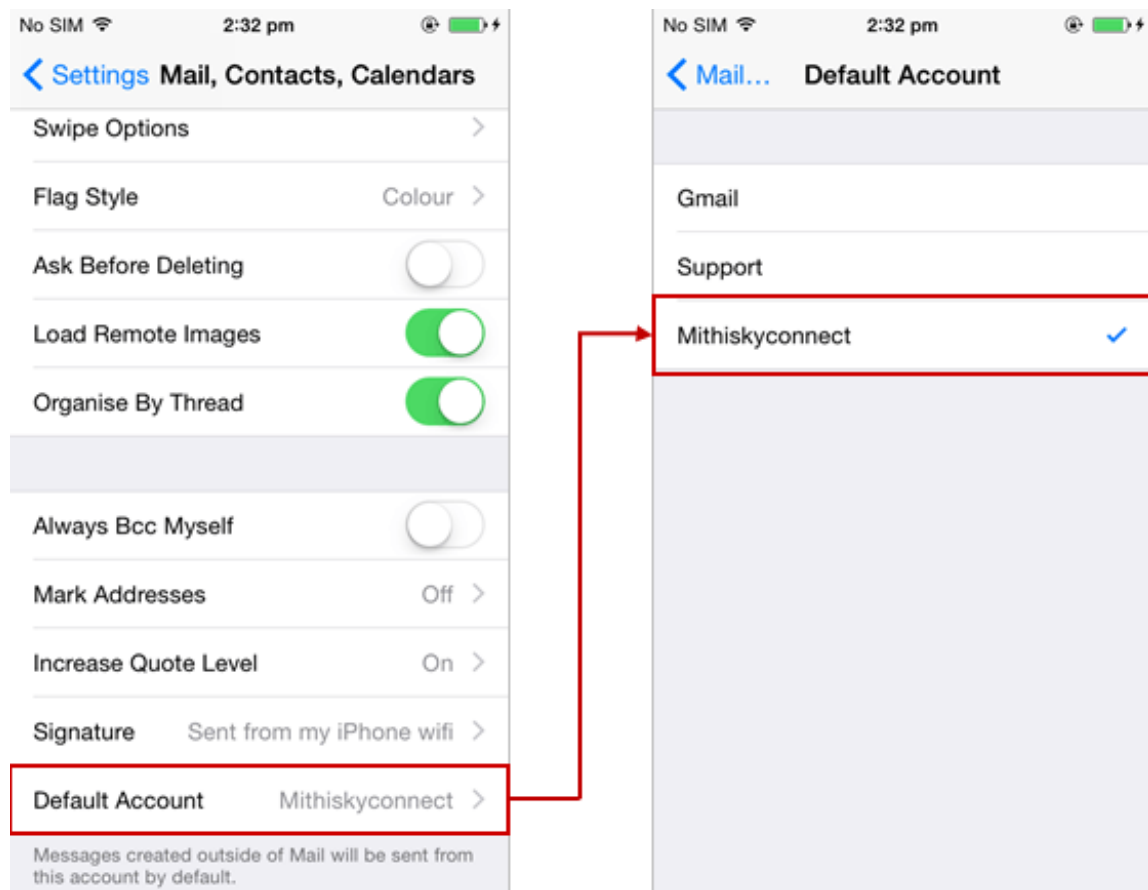 No SIM 2:32 pm
Settings Mail, Contacts, Calendars
Swipe Options
Flag Style Colour
Ask Before Deleting
Load Remote Images
Organise By Thread
Always Bcc Myself
Mark Addresses Off
Increase Quote Level On
Signature Sent from my iPhone wifi
Default Account Mithiskyconnect
Messages created outside of Mail will be sent from
this account by default.
No SIM 2:32 pm
Mail... Default Account
Gmail
Support
Mithiskyconnect